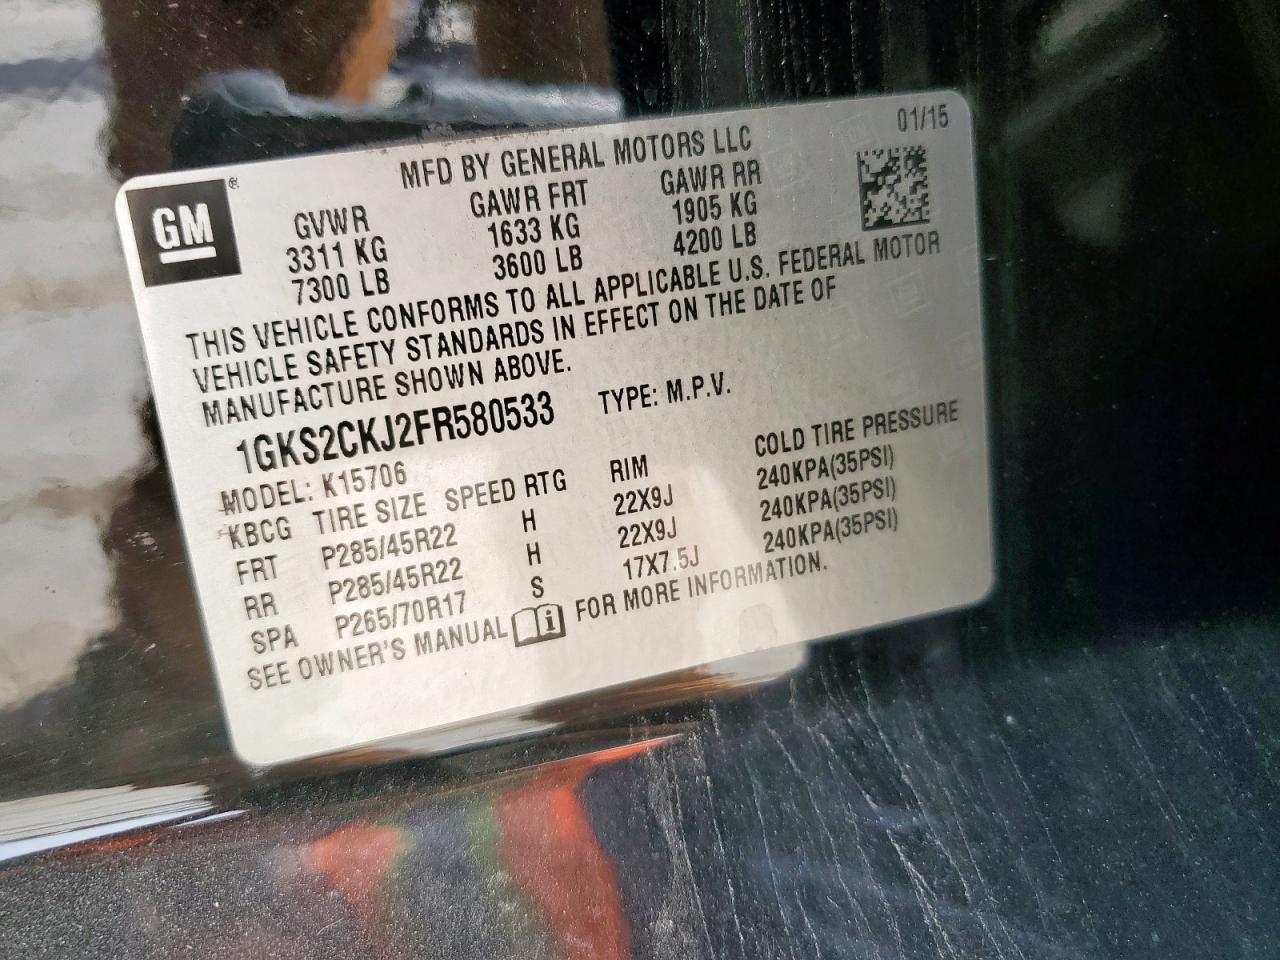 GM®
MFD BY GENERAL MOTORS LLC 01/15
GVWR GAWR FRT GAWR RR
3311 KG 1633 KG 1905 KG
7300 LB 3600 LB 4200 LB
THIS VEHICLE CONFORMS TO ALL APPLICABLE U.S. FEDERAL MOTOR
VEHICLE SAFETY STANDARDS IN EFFECT ON THE DATE OF
MANUFACTURE SHOWN ABOVE.
1GKS2CKJ2FR580533 TYPE: M.P.V.
MODEL: K15706
KBCG TIRE SIZE SPEED RTG RIM COLD TIRE PRESSURE
FRT P285/45R22 H 22X9J 240KPA(35PSI)
RR P285/45R22 H 22X9J 240KPA(35PSI)
SPA P265/70R17 S 17X7.5J 240KPA(35PSI)
SEE OWNER'S MANUAL FOR MORE INFORMATION.